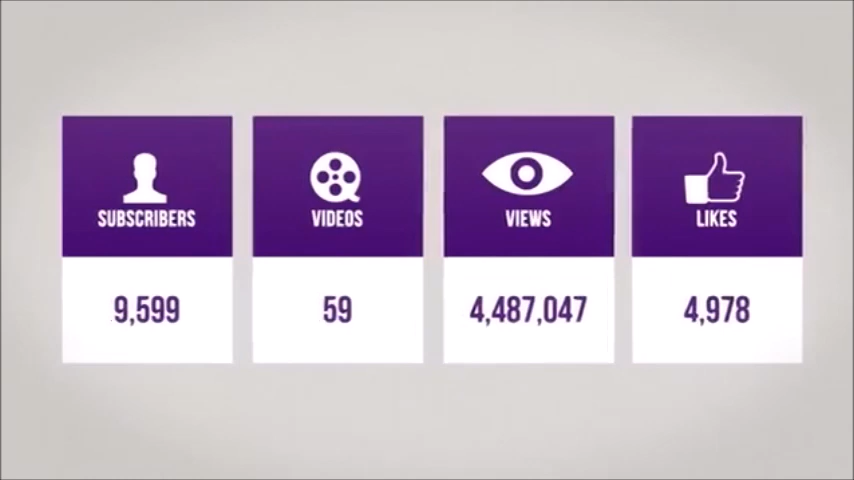 SUBSCRIBERS
9,599
VIDEOS
59
VIEWS
4,487,047
LIKES
4,978